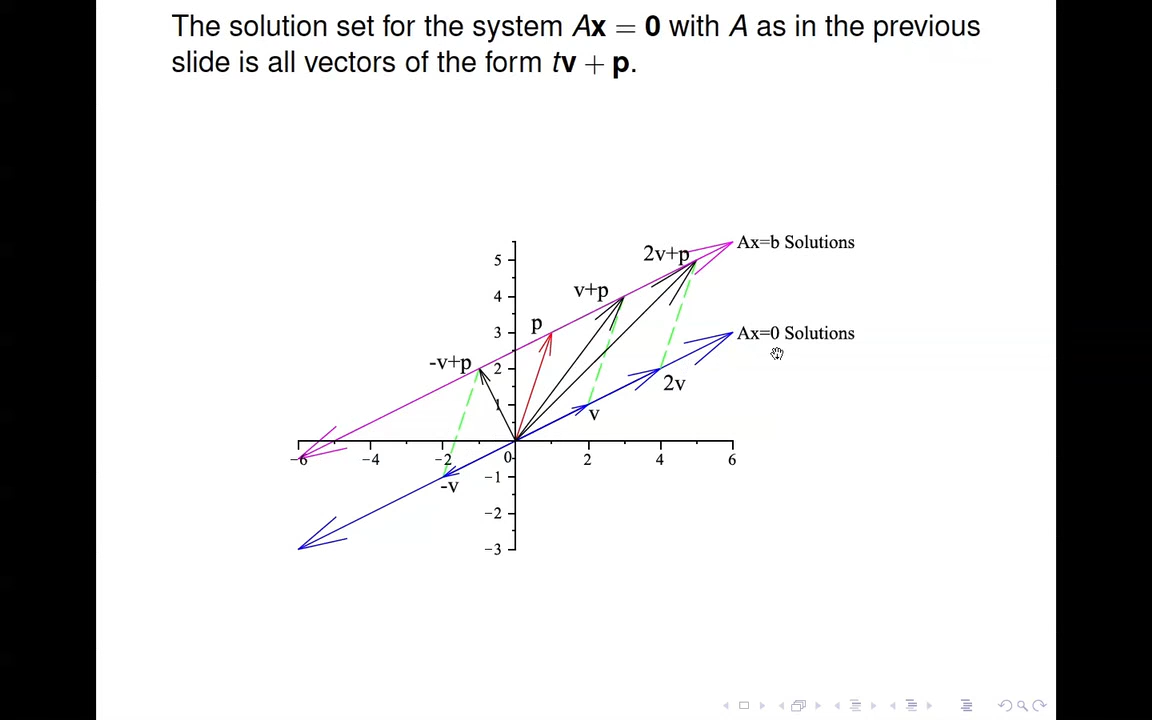 The solution set for the system Ax = 0 with A as in the previous
slide is all vectors of the form tv + p.
Ax=b Solutions
2v+p
5
v+p
4
p
3
Ax=0 Solutions
-v+p
2
2v
1
v
−6
−4
−2
0
2
4
6
−1
-v
−2
−3